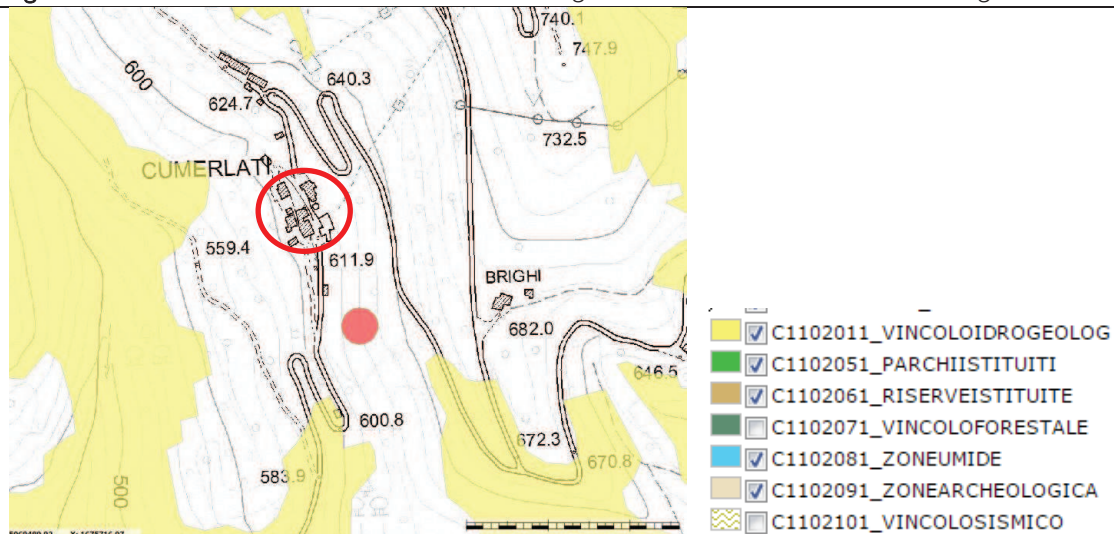 740.1
747.9
600
640.3
624.7
732.5
CUMERLATI
559.4
611.9
BRIGHI
682.0
646.5
600.8
672.3
670.8
583.9
500
C1102011_VINCOLOIDROGEOLOG
C1102051_PARCHIISTITUITI
C1102061_RISERVEISTITUITE
C1102071_VINCOLOFORESTALE
C1102081_ZONEUMIDE
C1102091_ZONEARCHEOLOGICA
C1102101_VINCOLOSISMICO